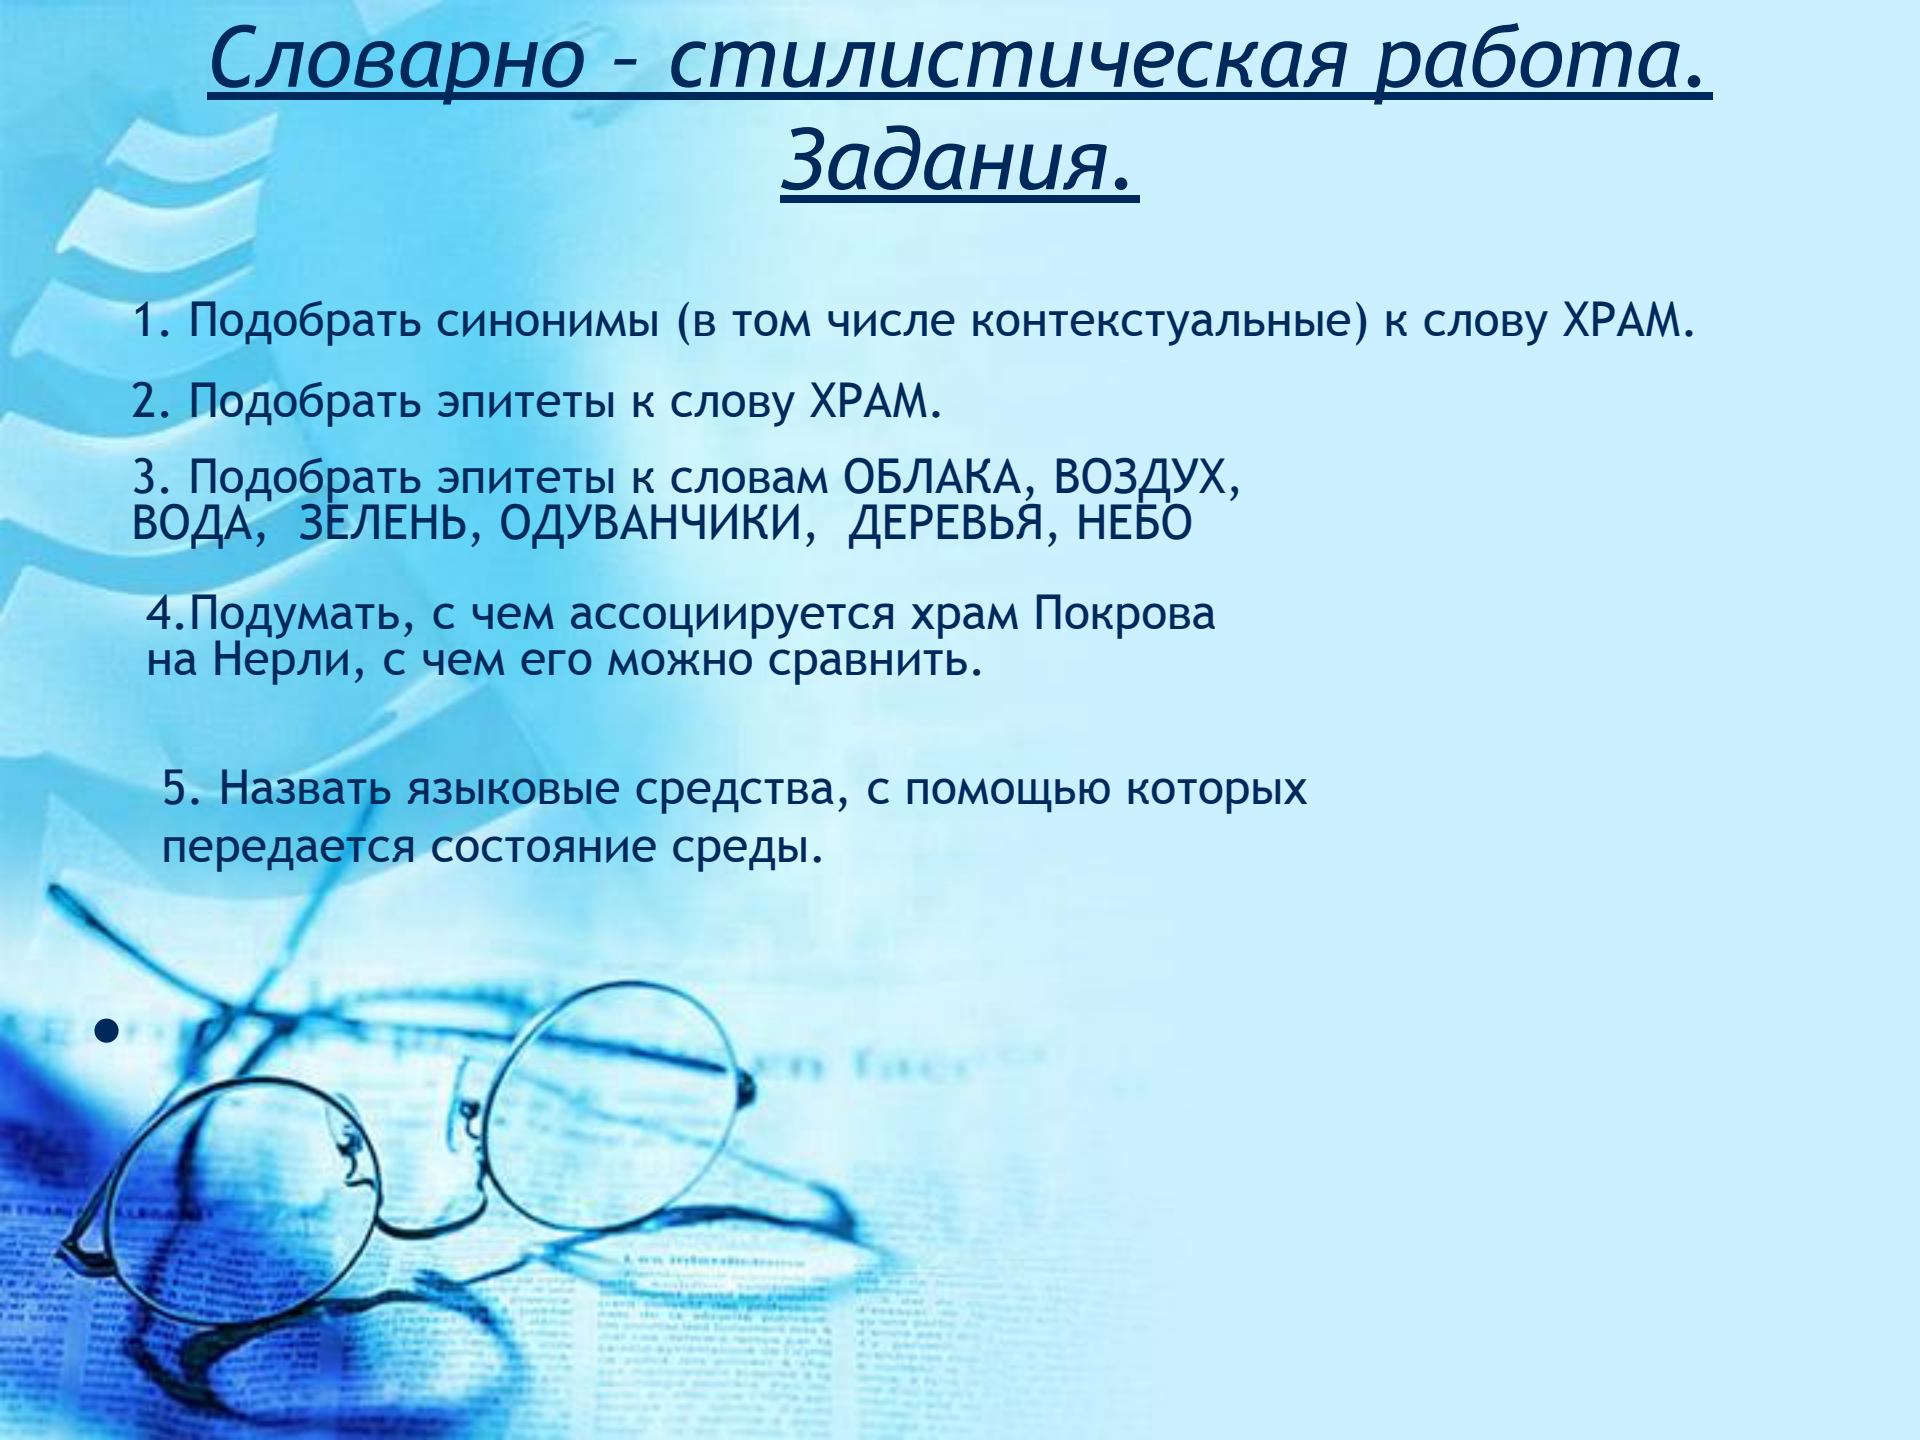 Словарно – стилистическая работа.
Задания.
1. Подобрать синонимы (в том числе контекстуальные) к слову ХРАМ.
2. Подобрать эпитеты к слову ХРАМ.
3. Подобрать эпитеты к словам ОБЛАКА, ВОЗДУХ,
ВОДА,  ЗЕЛЕНЬ, ОДУВАНЧИКИ,  ДЕРЕВЬЯ, НЕБО
4.Подумать, с чем ассоциируется храм Покрова
на Нерли, с чем его можно сравнить.
5. Назвать языковые средства, с помощью которых
передается состояние среды.